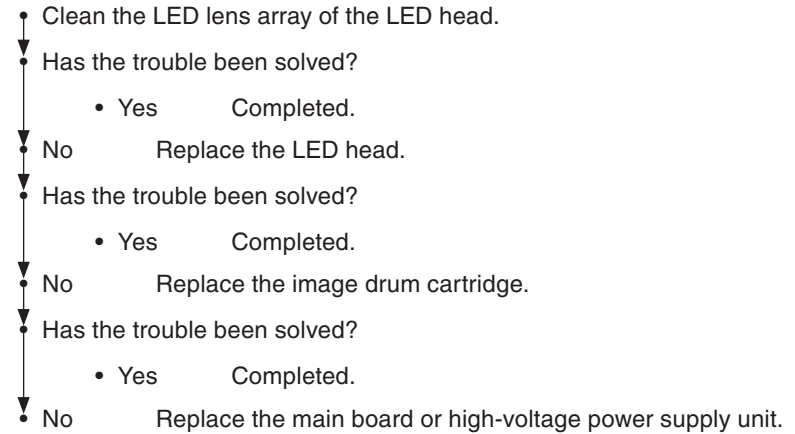 • Clean the LED lens array of the LED head.
• Has the trouble been solved?
• Yes Completed.
• No Replace the LED head.
• Has the trouble been solved?
• Yes Completed.
• No Replace the image drum cartridge.
• Has the trouble been solved?
• Yes Completed.
• No Replace the main board or high-voltage power supply unit.